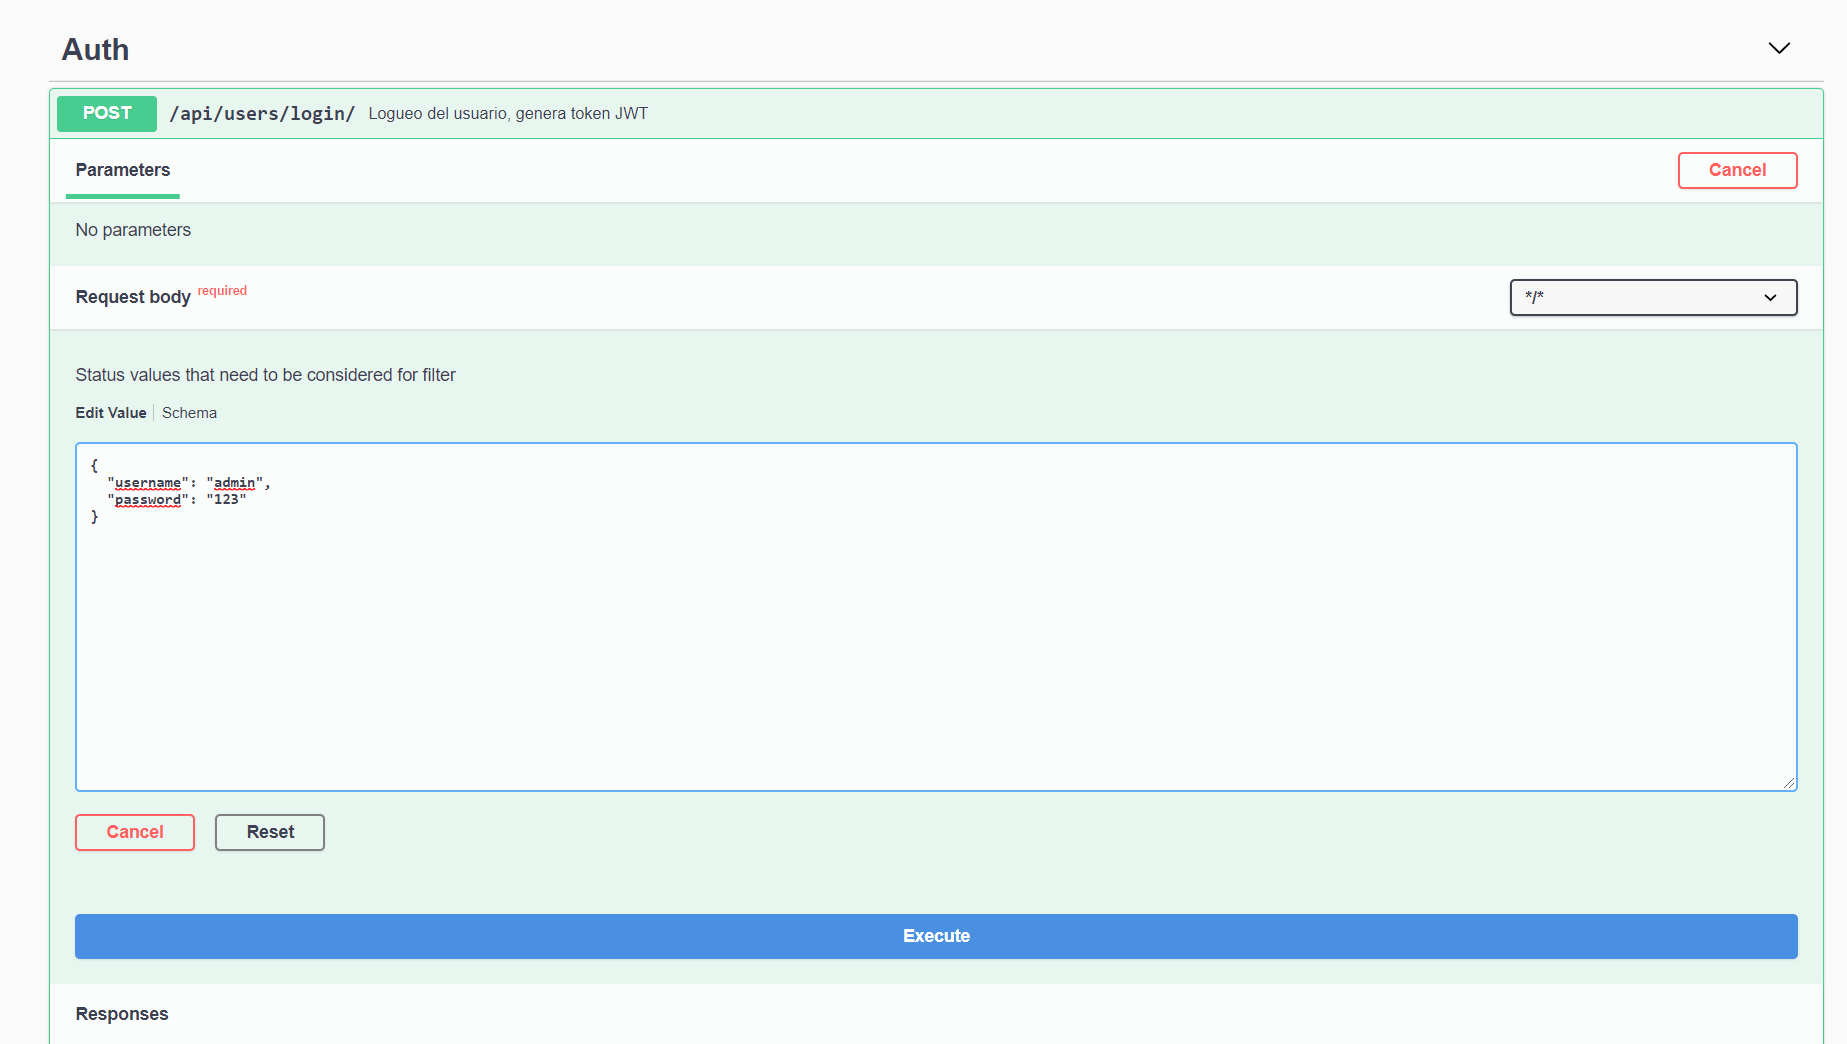 Auth
POST /api/users/login/ Logueo del usuario, genera token JWT
Parameters
Cancel
No parameters
Request body required
*/*
Status values that need to be considered for filter
Edit Value Schema
{
"username": "admin",
"password": "123"
}
Cancel Reset
Execute
Responses